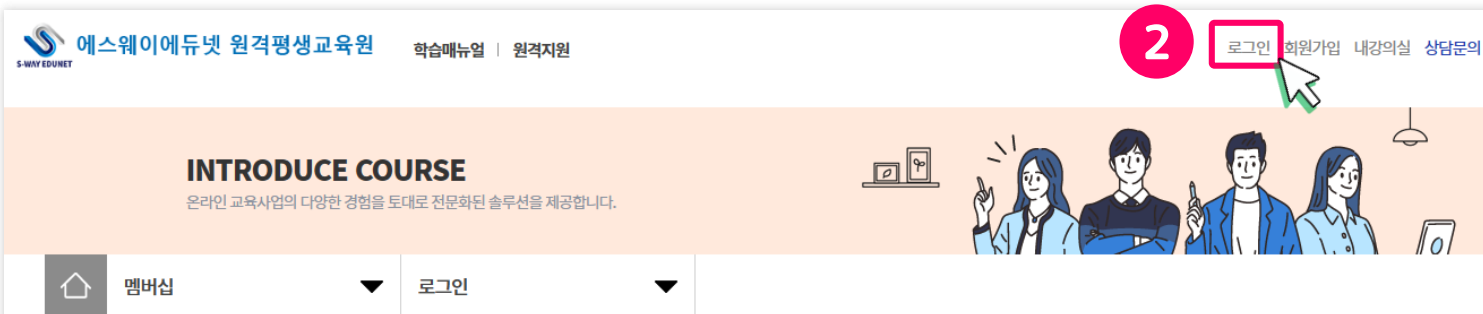 S-WAY EDUNET 에스웨이에듀넷 원격평생교육원 학습매뉴얼 | 원격지원 2 로그인 회원가입 내강의실 상담문의
INTRODUCE COURSE
온라인 교육사업의 다양한 경험을 토대로 전문화된 솔루션을 제공합니다.
멤버십 로그인